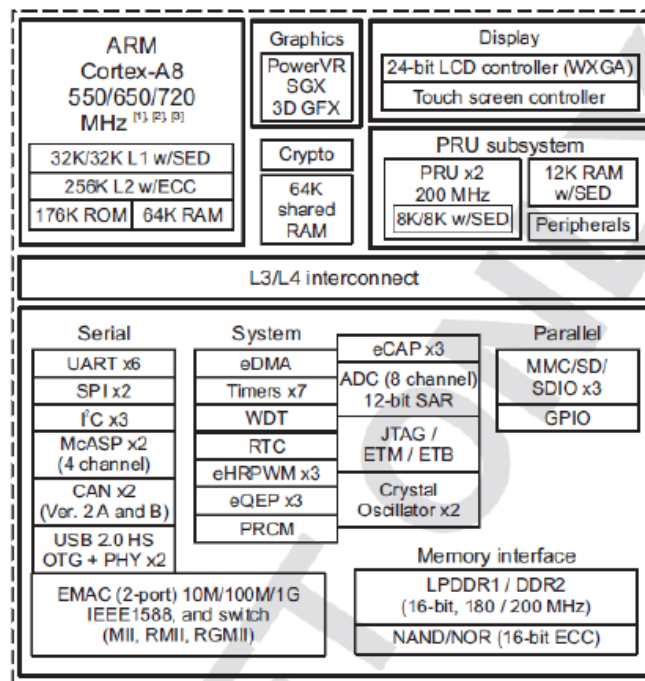 ARM
Cortex-A8
550/650/720
MHz [1], [2], [3]
32K/32K L1 w/SED
256K L2 w/ECC
176K ROM
64K RAM
Graphics
PowerVR
SGX
3D GFX
Crypto
64K
shared
RAM
Display
24-bit LCD controller (WXGA)
Touch screen controller
PRU subsystem
PRU x2
200 MHz
8K/8K w/SED
12K RAM
w/SED
Peripherals
L3/L4 interconnect
Serial
UART x6
SPI x2
I²C x3
McASP x2
(4 channel)
CAN x2
(Ver. 2 A and B)
USB 2.0 HS
OTG + PHY x2
EMAC (2-port) 10M/100M/1G
IEEE1588, and switch
(MII, RMII, RGMII)
System
eDMA
Timers x7
WDT
RTC
eHRPWM x3
eQEP x3
PRCM
eCAP x3
ADC (8 channel)
12-bit SAR
JTAG /
ETM / ETB
Crystal
Oscillator x2
Parallel
MMC/SD/
SDIO x3
GPIO
Memory interface
LPDDR1 / DDR2
(16-bit, 180 / 200 MHz)
NAND/NOR (16-bit ECC)